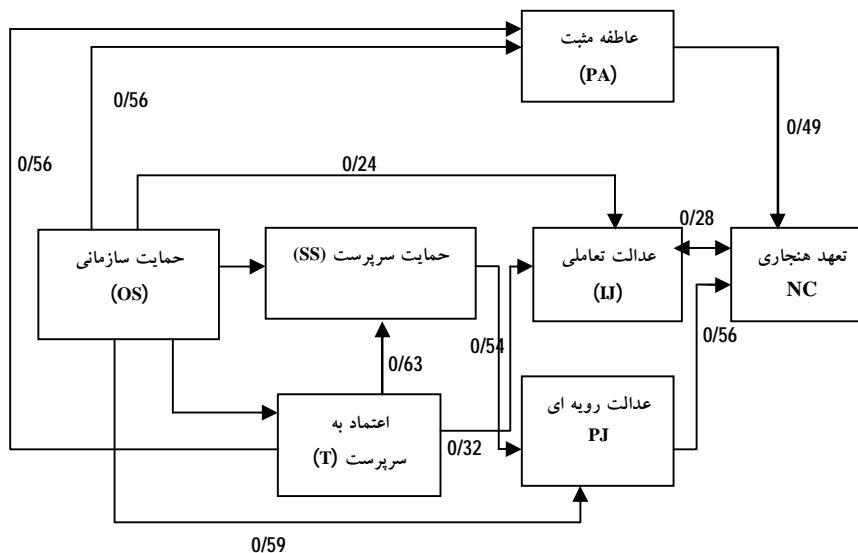 عاطفه مثبت
(PA)
0/56
0/49
0/56
0/24
0/28
حمایت سازمانی
(OS)
حمایت سرپرست (SS)
عدالت تعاملی
(IJ)
تعهد هنجاری
NC
0/54
0/56
0/63
اعتماد به
سرپرست (T)
0/32
عدالت رویه ای
PJ
0/59